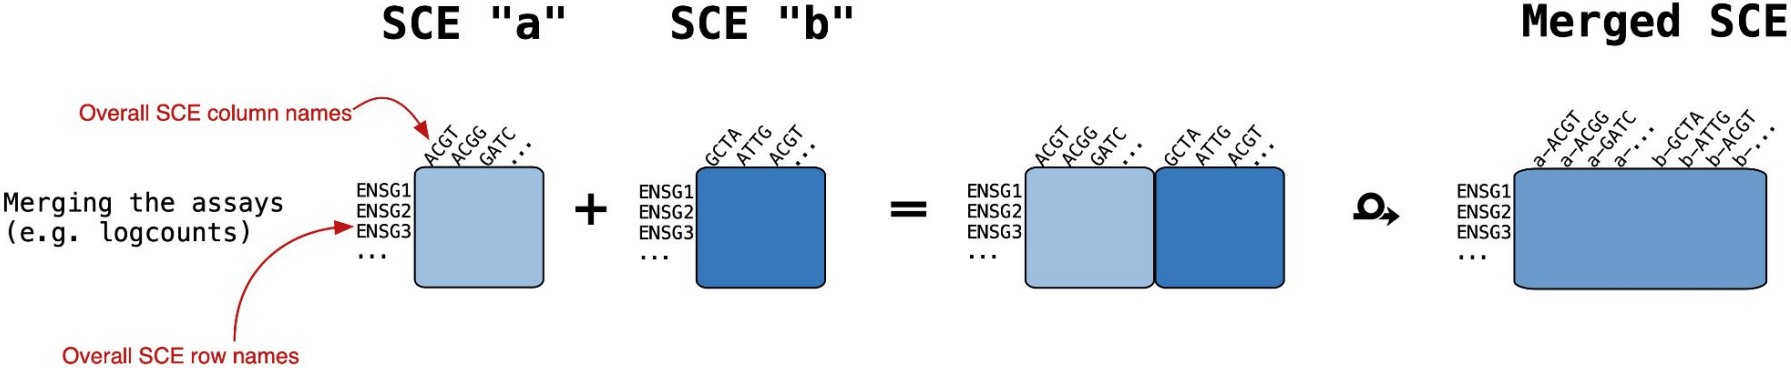 SCE "a"
SCE "b"
Merged SCE
Overall SCE column names
ACGT
ACGG
GATC
...
GCTA
ATTG
ACGT
...
ACGT
ACGG
GATC
...
GCTA
ATTG
ACGT
...
a-ACGT
a-ACGG
a-GATC
a-...
b-GCTA
b-ATTG
b-ACGT
b-...
Merging the assays
(e.g. logcounts)
ENSG1
ENSG2
ENSG3
...
+
ENSG1
ENSG2
ENSG3
...
=
ENSG1
ENSG2
ENSG3
...
ENSG1
ENSG2
ENSG3
...
Overall SCE row names